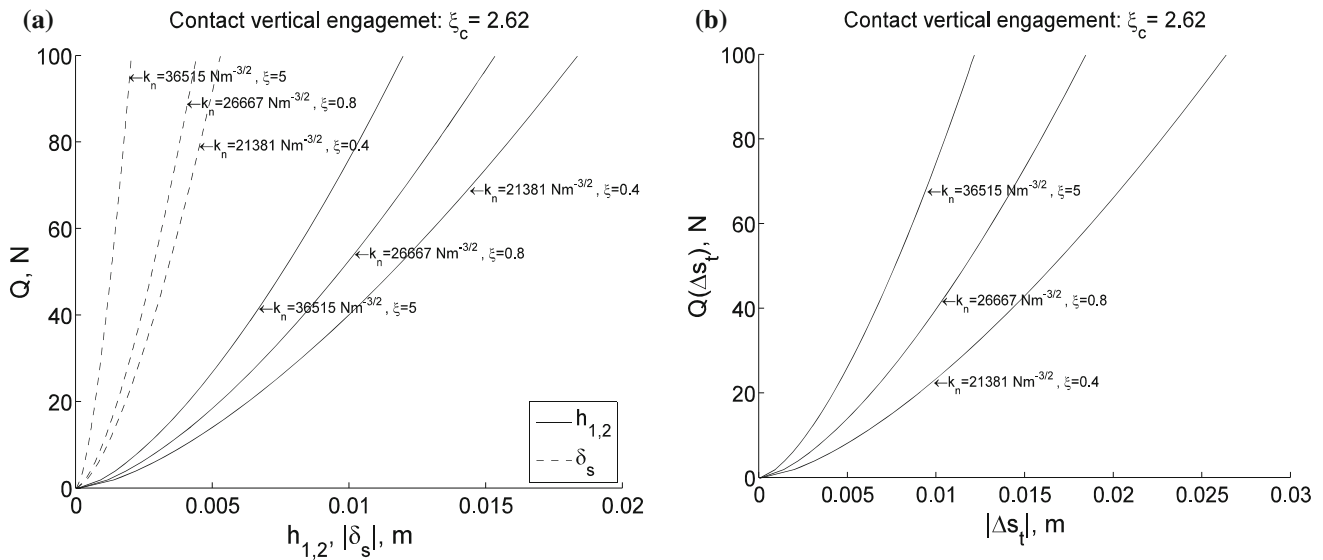 (a) Contact vertical engagemet: ξc= 2.62
100
80
60
40
20
0
Q, N
←kn=36515 Nm-3/2 , ξ=5
←kn=26667 Nm-3/2 , ξ=0.8
←kn=21381 Nm-3/2 , ξ=0.4
←kn=21381 Nm-3/2 , ξ=0.4
←kn=26667 Nm-3/2 , ξ=0.8
←kn=36515 Nm-3/2 , ξ=5
h1,2
δs
0 0.005 0.01 0.015 0.02
h1,2, |δs|, m
(b) Contact vertical engagement: ξc= 2.62
100
80
60
40
20
0
Q(Δst), N
←kn=36515 Nm-3/2 , ξ=5
←kn=26667 Nm-3/2 , ξ=0.8
←kn=21381 Nm-3/2 , ξ=0.4
0 0.005 0.01 0.015 0.02 0.025 0.03
|Δst|, m